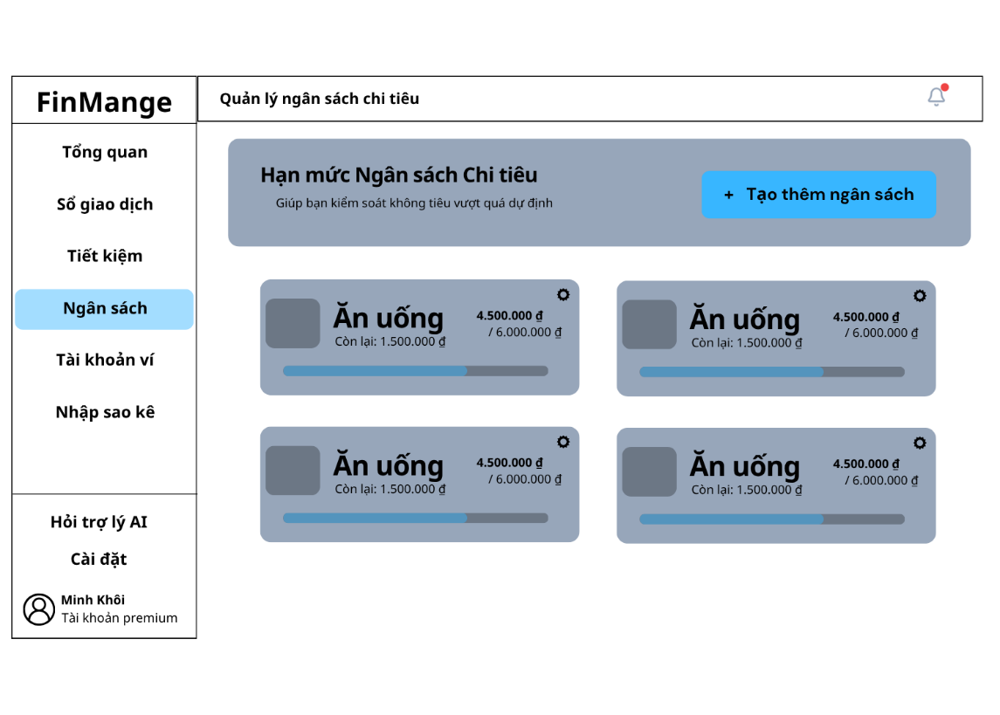 FinMange
Quản lý ngân sách chi tiêu
Tổng quan
Sổ giao dịch
Tiết kiệm
Ngân sách
Tài khoản ví
Nhập sao kê
Hỏi trợ lý AI
Cài đặt
Minh Khôi
Tài khoản premium
Hạn mức Ngân sách Chi tiêu
Giúp bạn kiểm soát không tiêu vượt quá dự định
+ Tạo thêm ngân sách
Ăn uống
Còn lại: 1.500.000 ₫
4.500.000 ₫
/ 6.000.000 ₫
Ăn uống
Còn lại: 1.500.000 ₫
4.500.000 ₫
/ 6.000.000 ₫
Ăn uống
Còn lại: 1.500.000 ₫
4.500.000 ₫
/ 6.000.000 ₫
Ăn uống
Còn lại: 1.500.000 ₫
4.500.000 ₫
/ 6.000.000 ₫